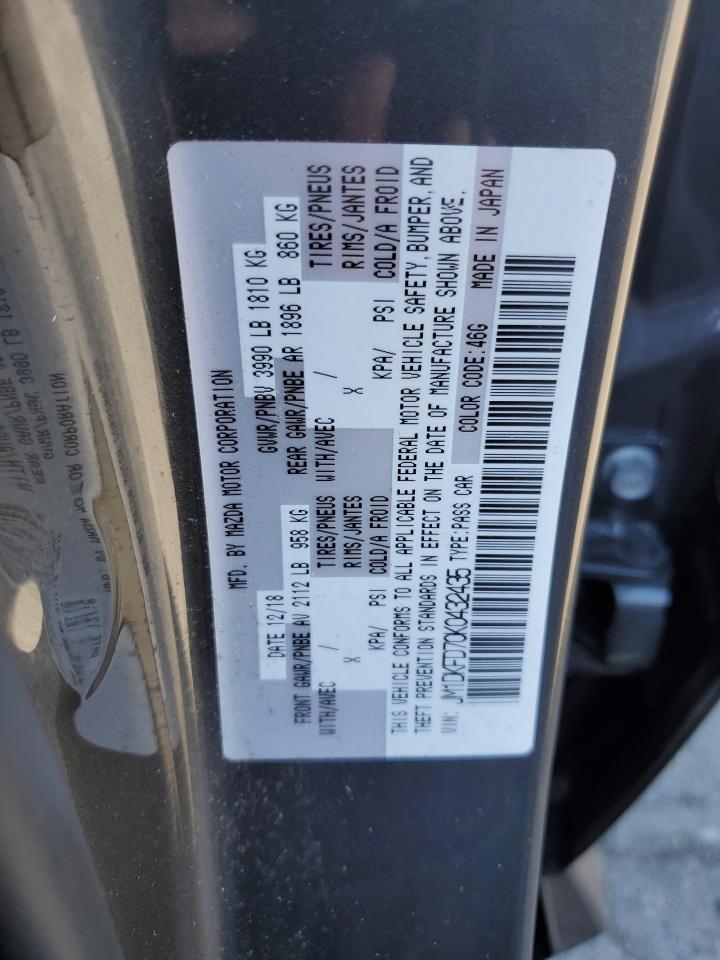 MFD. BY MAZDA MOTOR CORPORATION
DATE 12/18 GVWR/PNBV 3990 LB 1810 KG
FRONT GAWR/PNBE AV 2112 LB 958 KG REAR GAWR/PNBE AR 1896 LB 860 KG
WITH/AVEC / TIRES/PNEUS WITH/AVEC / TIRES/PNEUS
X RIMS/JANTES X RIMS/JANTES
KPA/ PSI COLD/A FROID KPA/ PSI COLD/A FROID
THIS VEHICLE CONFORMS TO ALL APPLICABLE FEDERAL MOTOR VEHICLE SAFETY, BUMPER, AND
THEFT PREVENTION STANDARDS IN EFFECT ON THE DATE OF MANUFACTURE SHOWN ABOVE.
VIN: JM1DKFD70K0432435 TYPE:PASS CAR COLOR CODE:46G MADE IN JAPAN